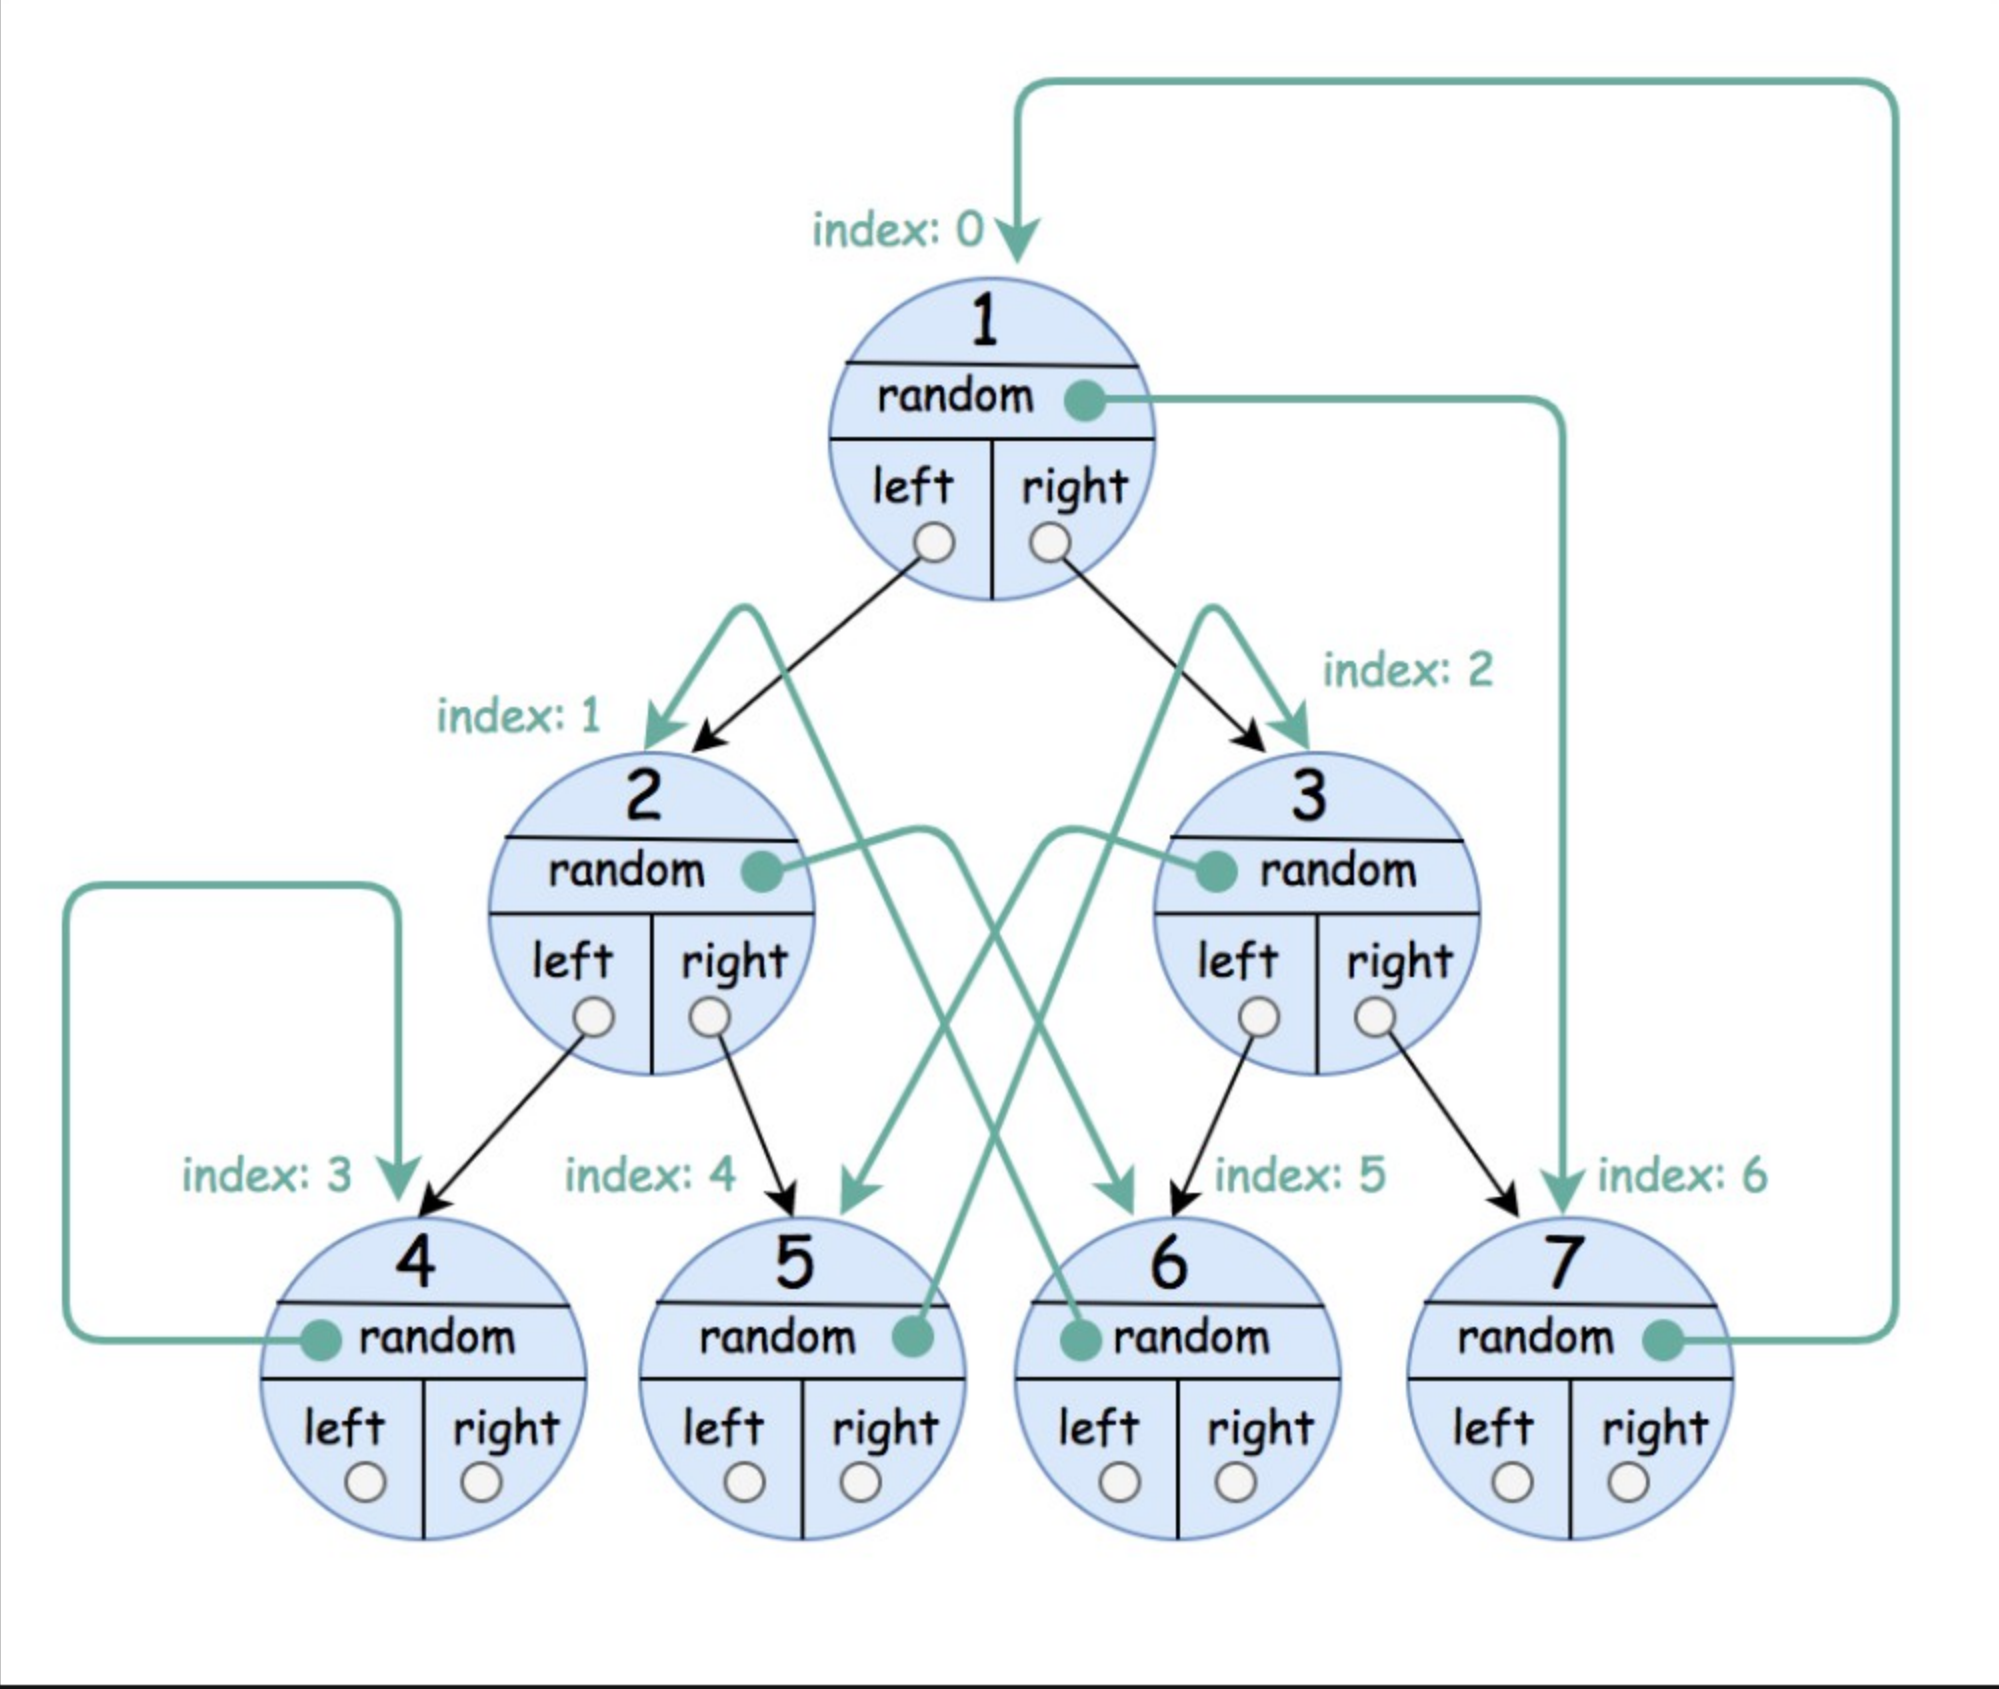 index: 0
1
random
left right
index: 1
index: 2
2
random
left right
3
random
left right
index: 3
index: 4
index: 5
index: 6
4
random
left right
5
random
left right
6
random
left right
7
random
left right